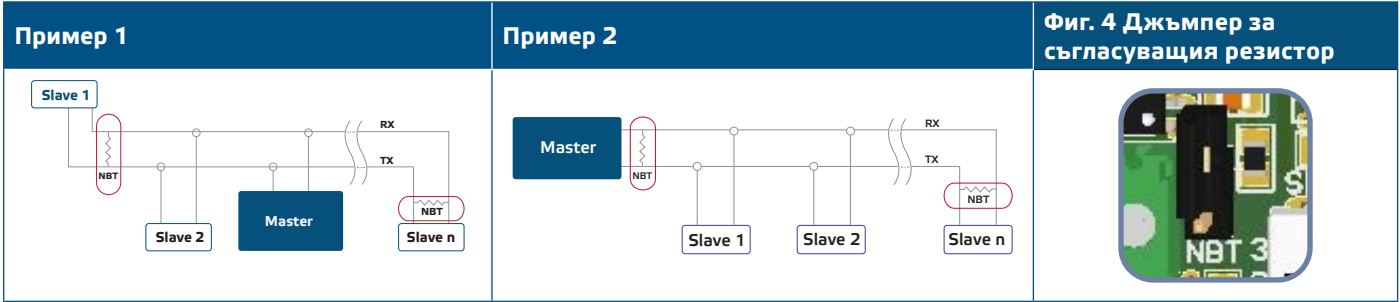 Пример 1
Slave 1
RX
TX
NBT
NBT
Slave 2
Master
Slave n
Пример 2
Master
RX
TX
NBT
NBT
Slave 1
Slave 2
Slave n
Фиг. 4 Джъмпер за
съгласуващия резистор
NBT 3
S